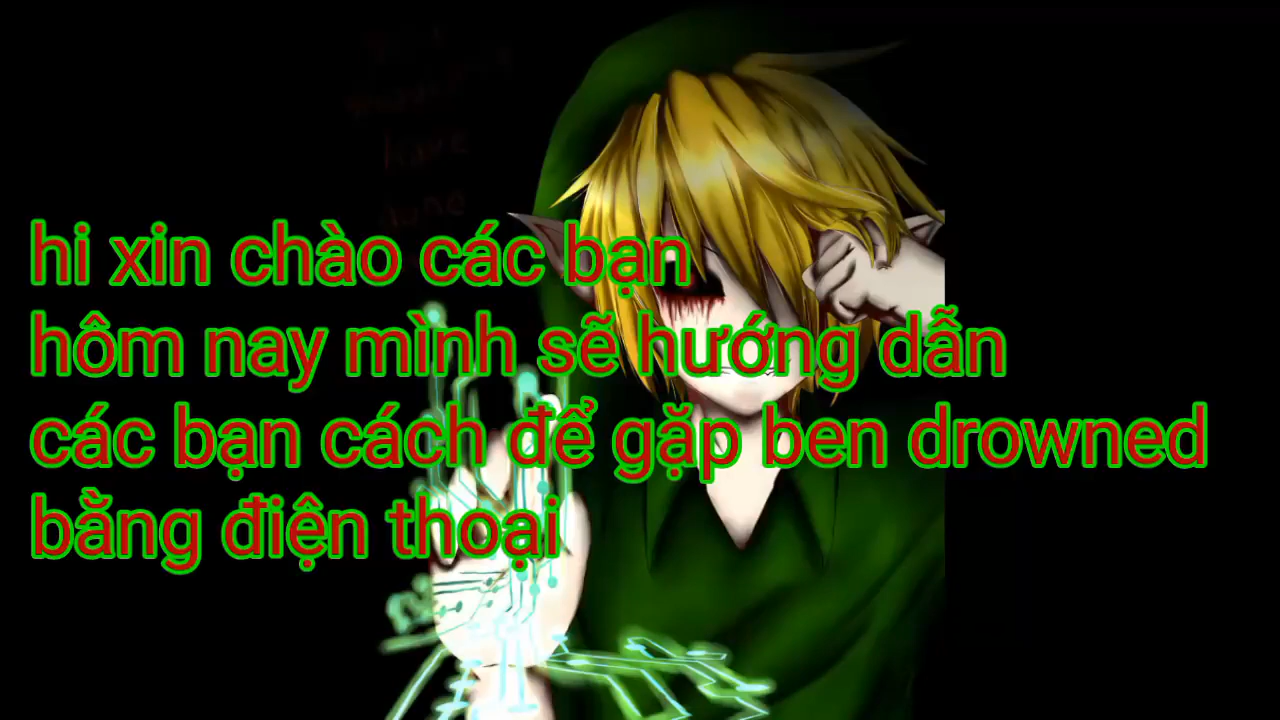 hi xin chào các bạn
hôm nay mình sẽ hướng dẫn
các bạn cách để gặp ben drowned
bằng điện thoại